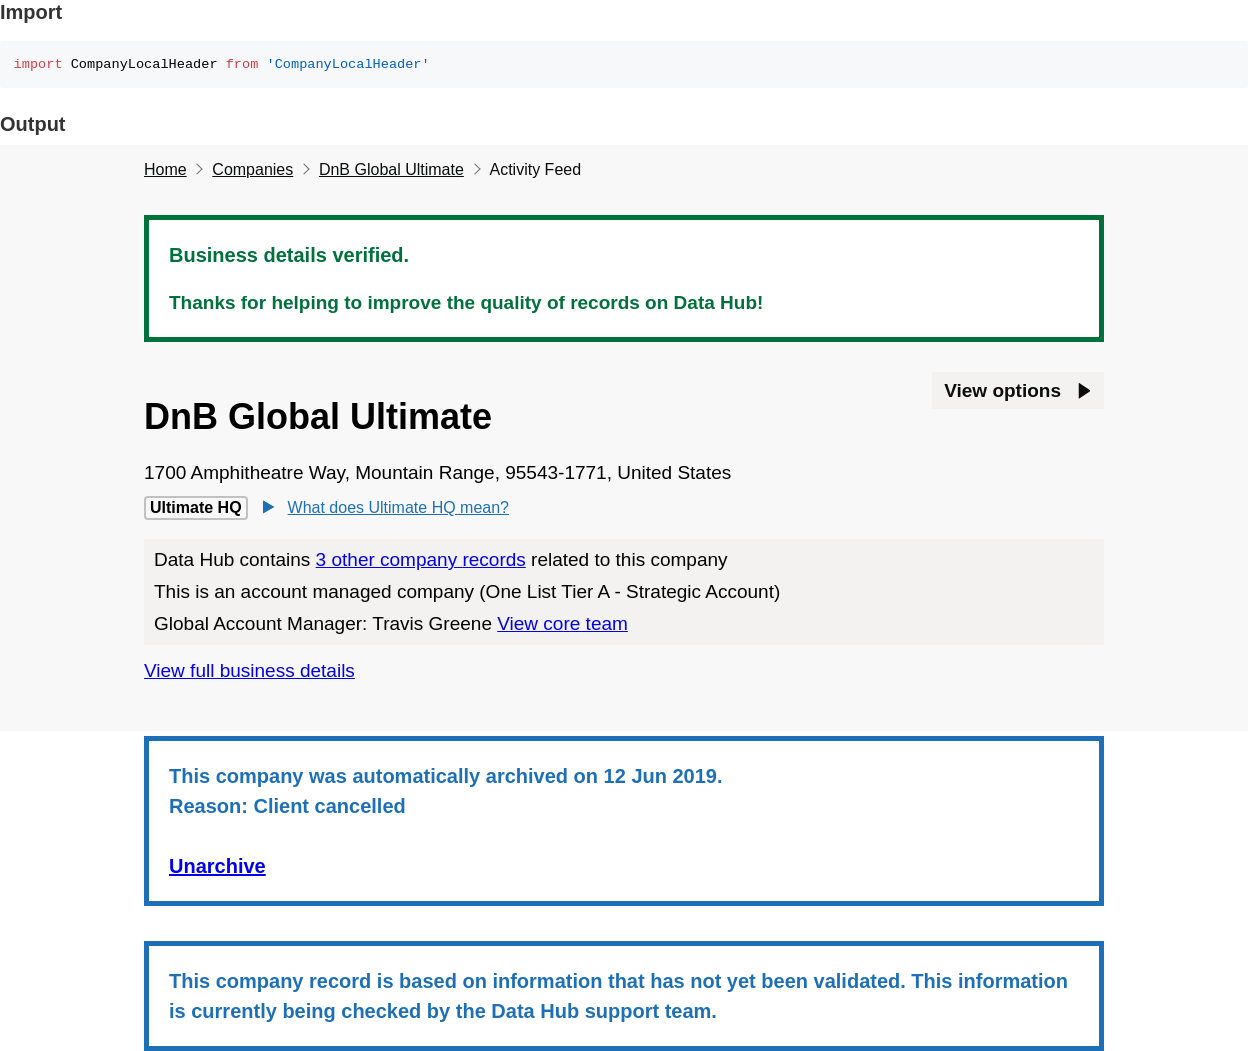 Import
import CompanyLocalHeader from 'CompanyLocalHeader'
Output
Home Companies DnB Global Ultimate Activity Feed
Business details verified.
Thanks for helping to improve the quality of records on Data Hub!
View options
DnB Global Ultimate
1700 Amphitheatre Way, Mountain Range, 95543-1771, United States
Ultimate HQ What does Ultimate HQ mean?
Data Hub contains 3 other company records related to this company
This is an account managed company (One List Tier A - Strategic Account)
Global Account Manager: Travis Greene View core team
View full business details
This company was automatically archived on 12 Jun 2019.
Reason: Client cancelled
Unarchive
This company record is based on information that has not yet been validated. This information
is currently being checked by the Data Hub support team.